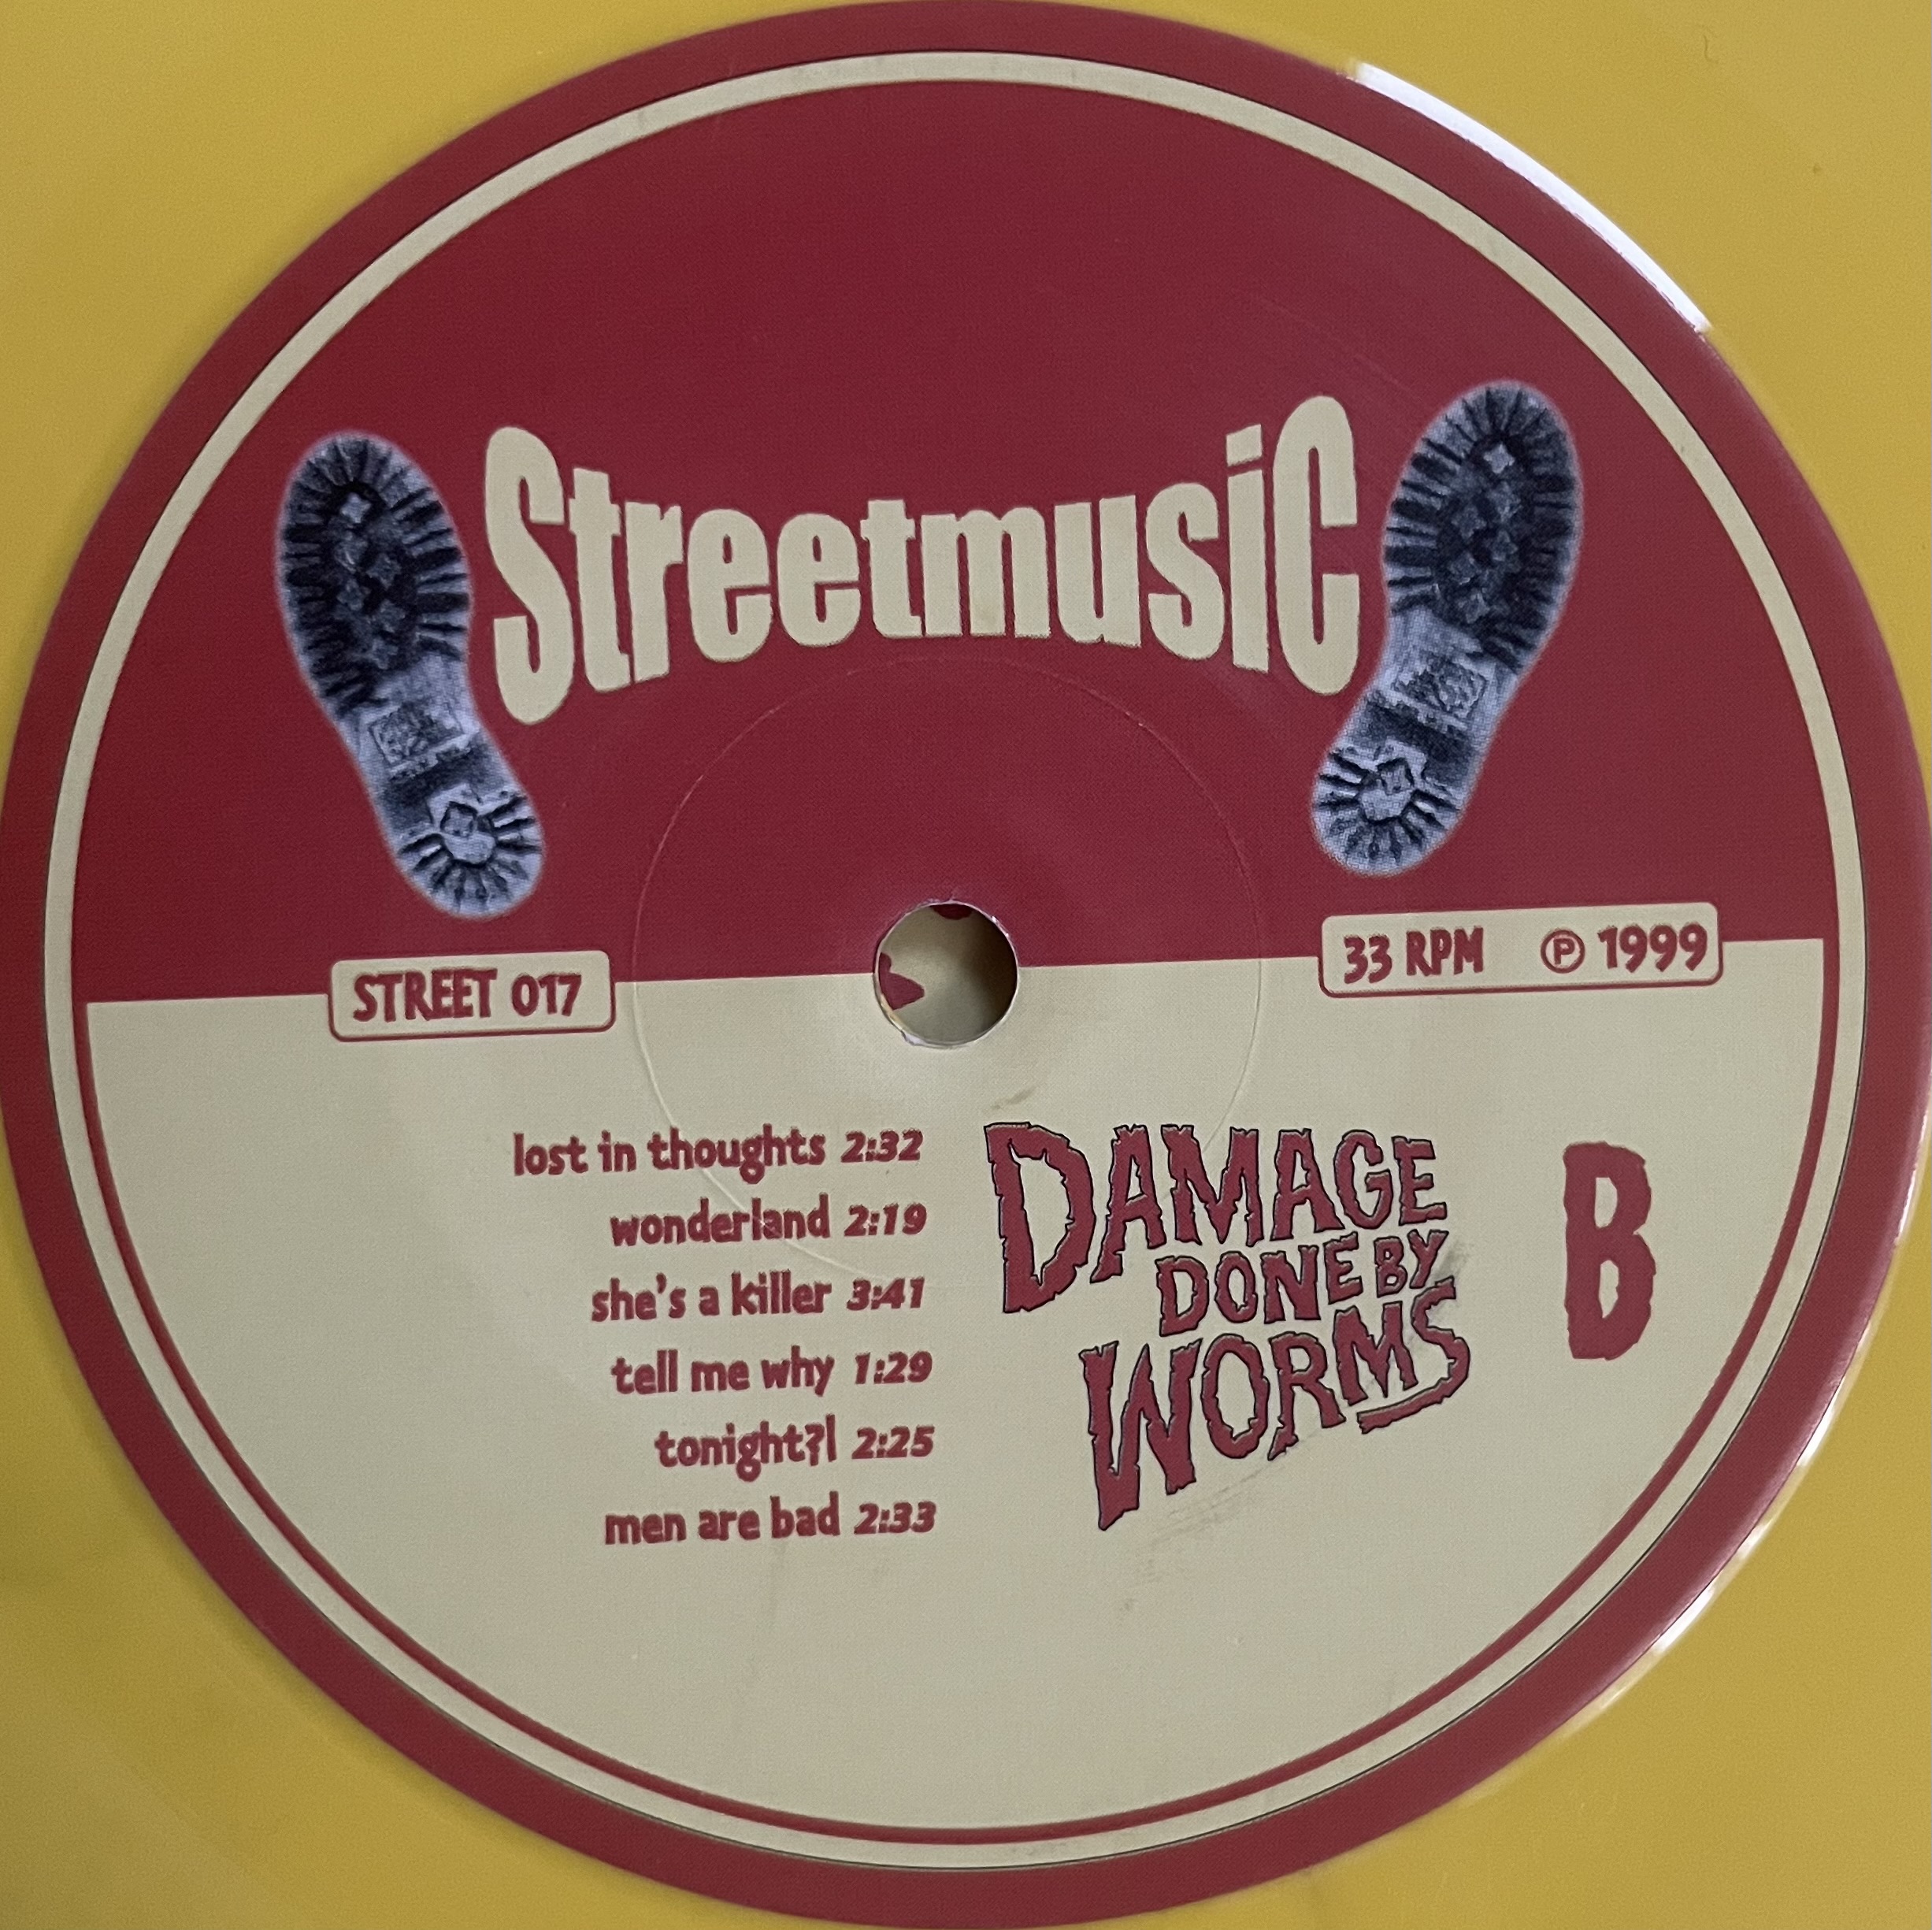 StreetmusiC
STREET 017
33 RPM ℗ 1999
lost in thoughts 2:32
wonderland 2:19
she's a killer 3:41
tell me why 1:29
tonight?! 2:25
men are bad 2:33
DAMAGE
DONE BY
WORMS
B